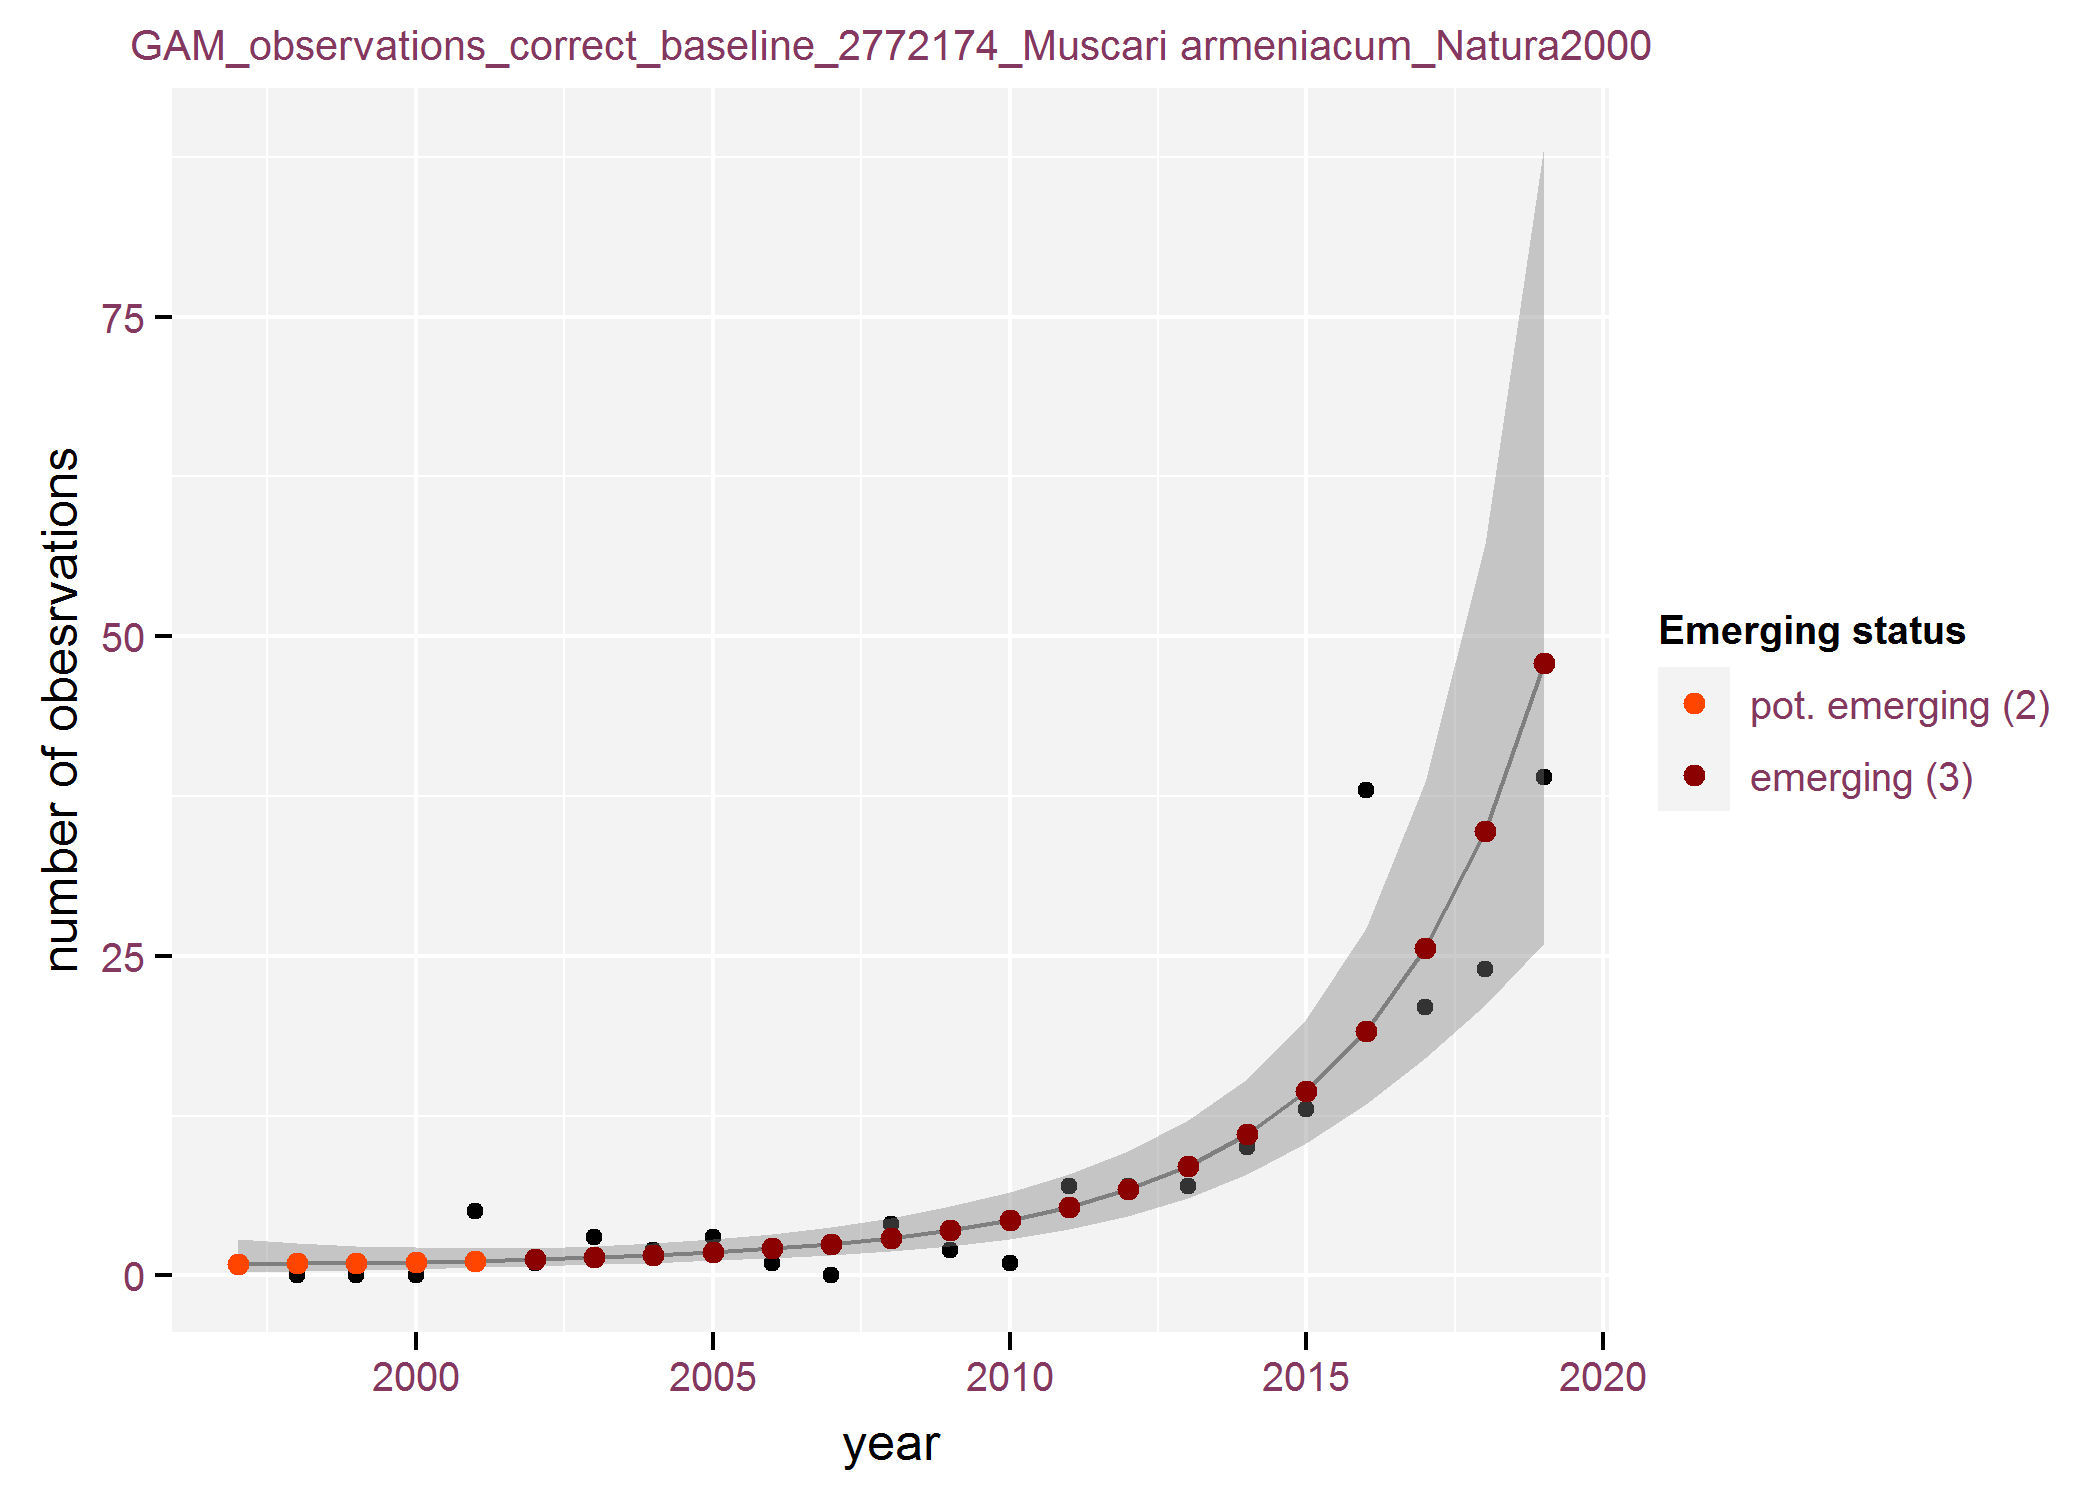 GAM_observations_correct_baseline_2772174_Muscari armeniacum_Natura2000
number of obesrvations
75
50
25
0
2000 2005 2010 2015 2020
year
Emerging status
pot. emerging (2)
emerging (3)